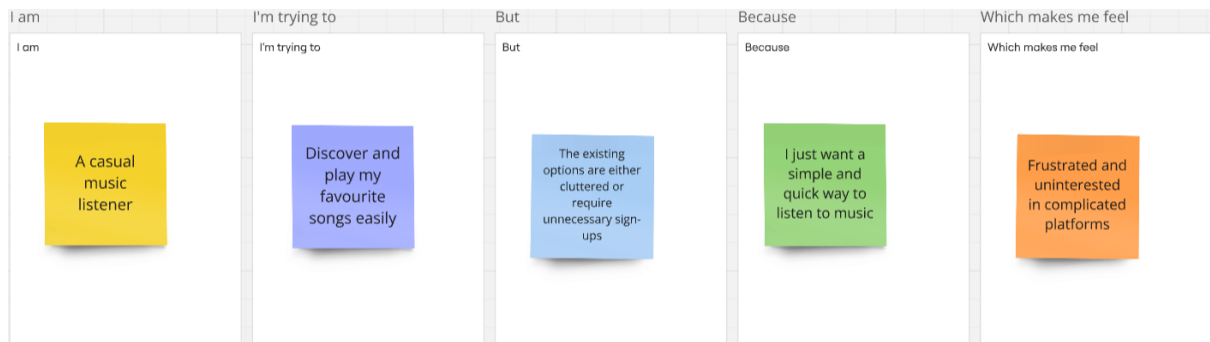 I am
I'm trying to
But
Because
Which makes me feel
I am
I'm trying to
But
Because
Which makes me feel
A casual
music
listener
Discover and
play my
favourite
songs easily
The existing
options are either
cluttered or
require
unnecessary sign-
ups
I just want a
simple and
quick way to
listen to music
Frustrated and
uninterested
in complicated
platforms